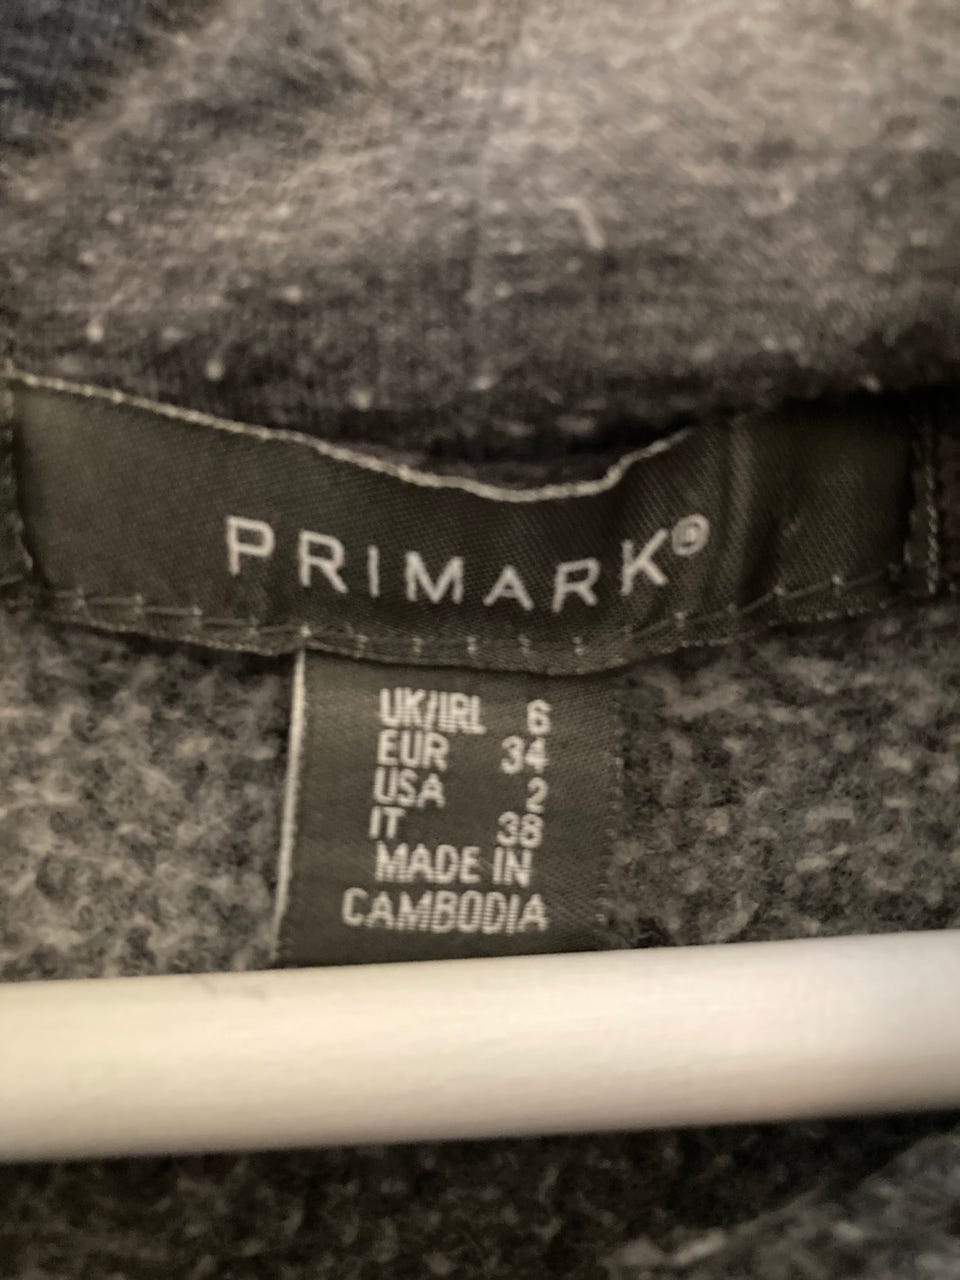 PRIMARK®
UK/IRL 6
EUR 34
USA 2
IT 38
MADE IN
CAMBODIA